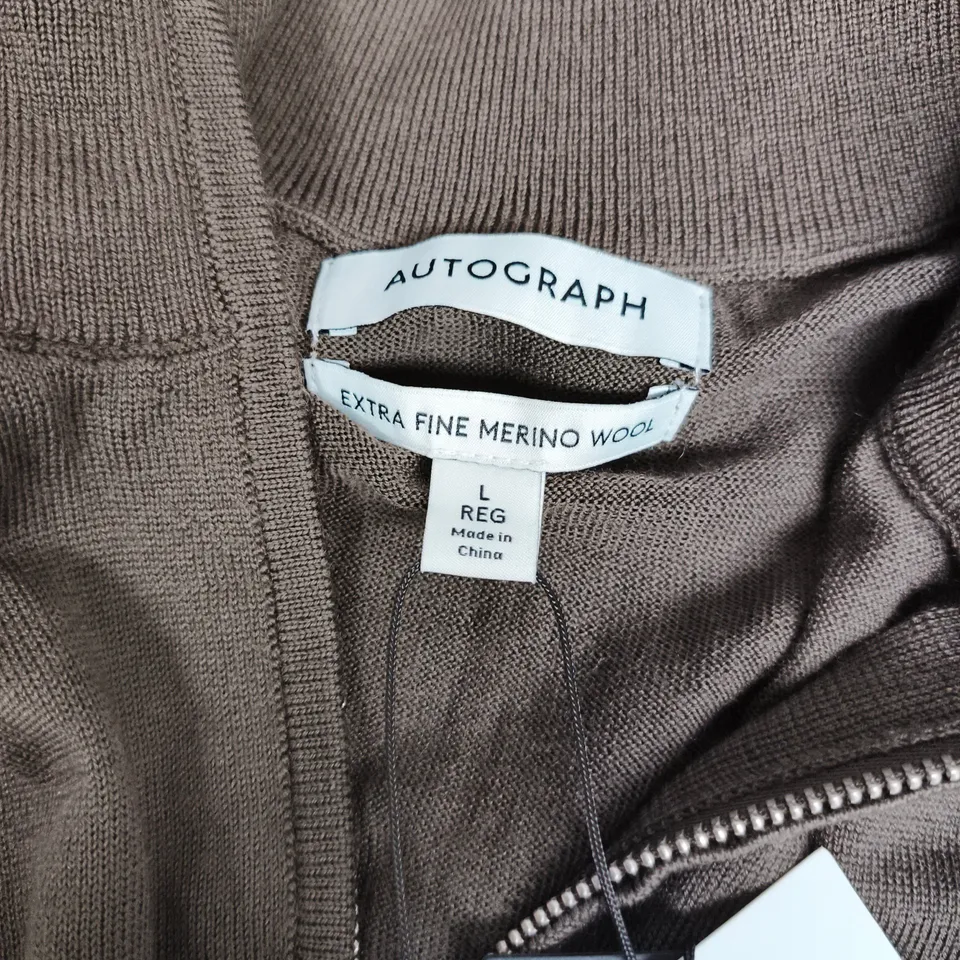 AUTOGRAPH
EXTRA FINE MERINO WOOL
L
REG
Made in
China